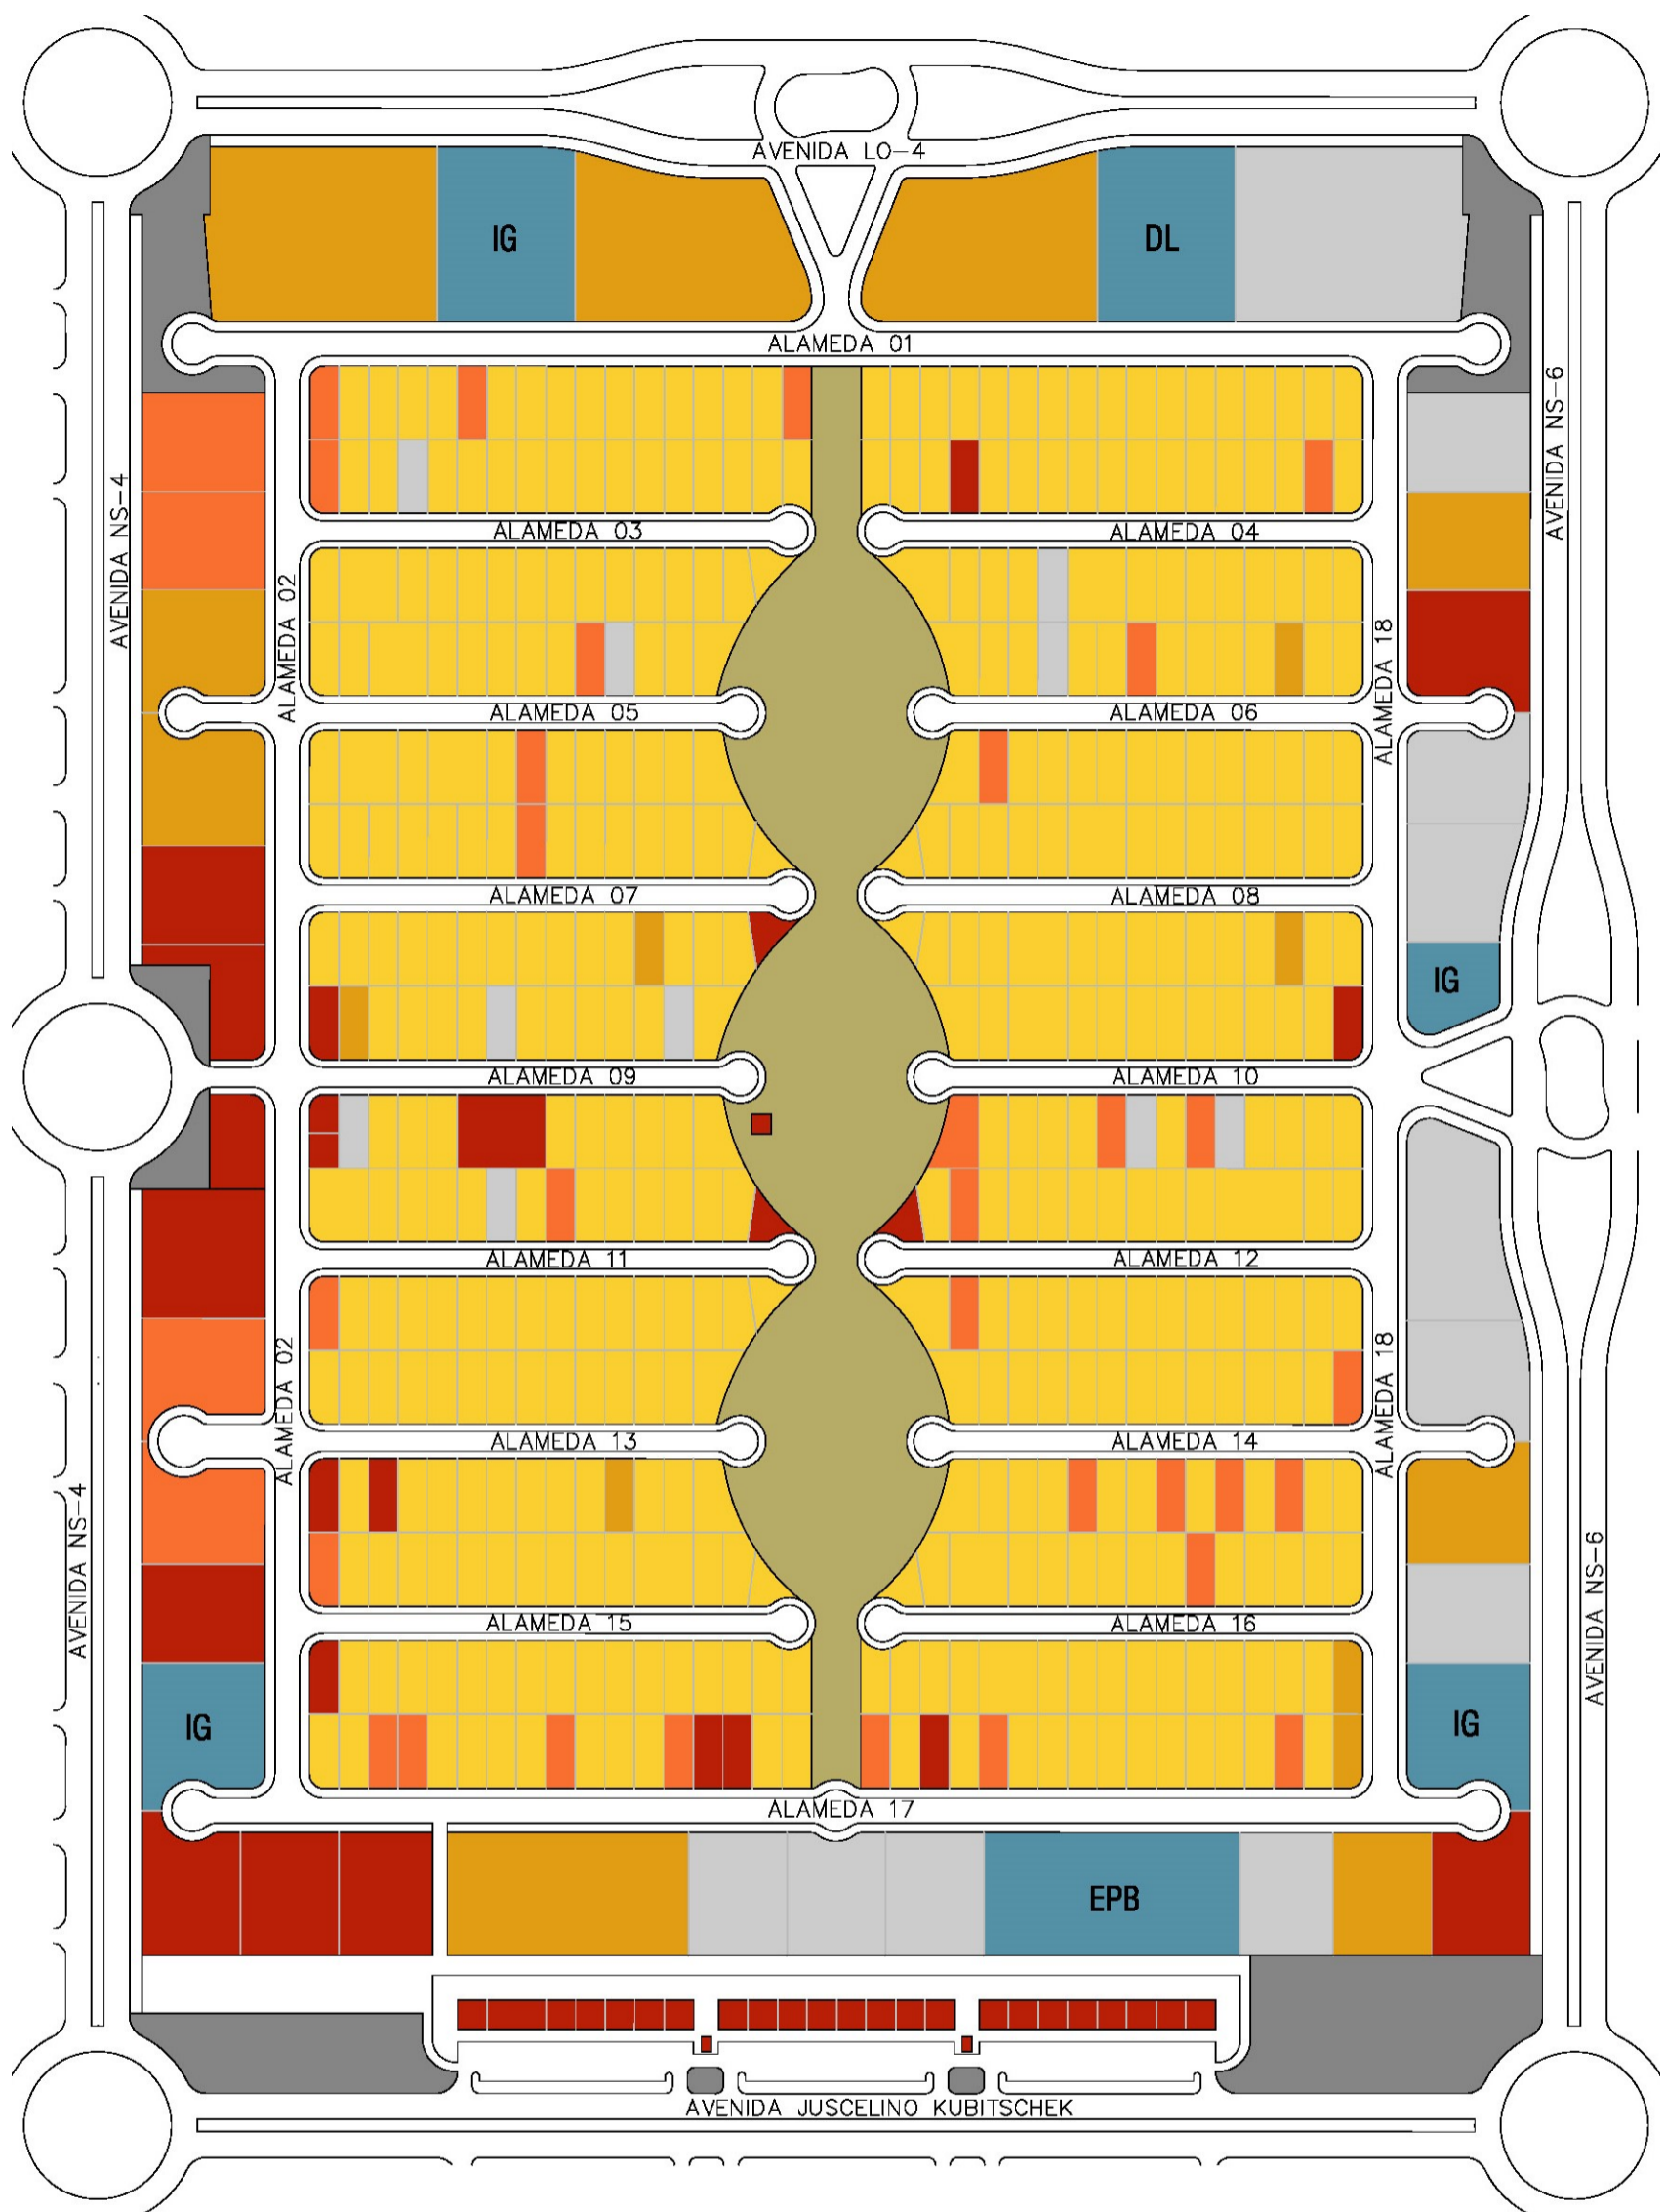 AVENIDA LO-4
IG
DL
ALAMEDA 01
AVENIDA NS-4
AVENIDA NS-6
ALAMEDA 03
ALAMEDA 04
ALAMEDA 02
ALAMEDA 18
ALAMEDA 05
ALAMEDA 06
ALAMEDA 07
ALAMEDA 08
IG
ALAMEDA 09
ALAMEDA 10
ALAMEDA 11
ALAMEDA 12
ALAMEDA 02
ALAMEDA 18
ALAMEDA 13
ALAMEDA 14
AVENIDA NS-4
AVENIDA NS-6
ALAMEDA 15
ALAMEDA 16
IG
IG
ALAMEDA 17
EPB
AVENIDA JUSCELINO KUBITSCHEK